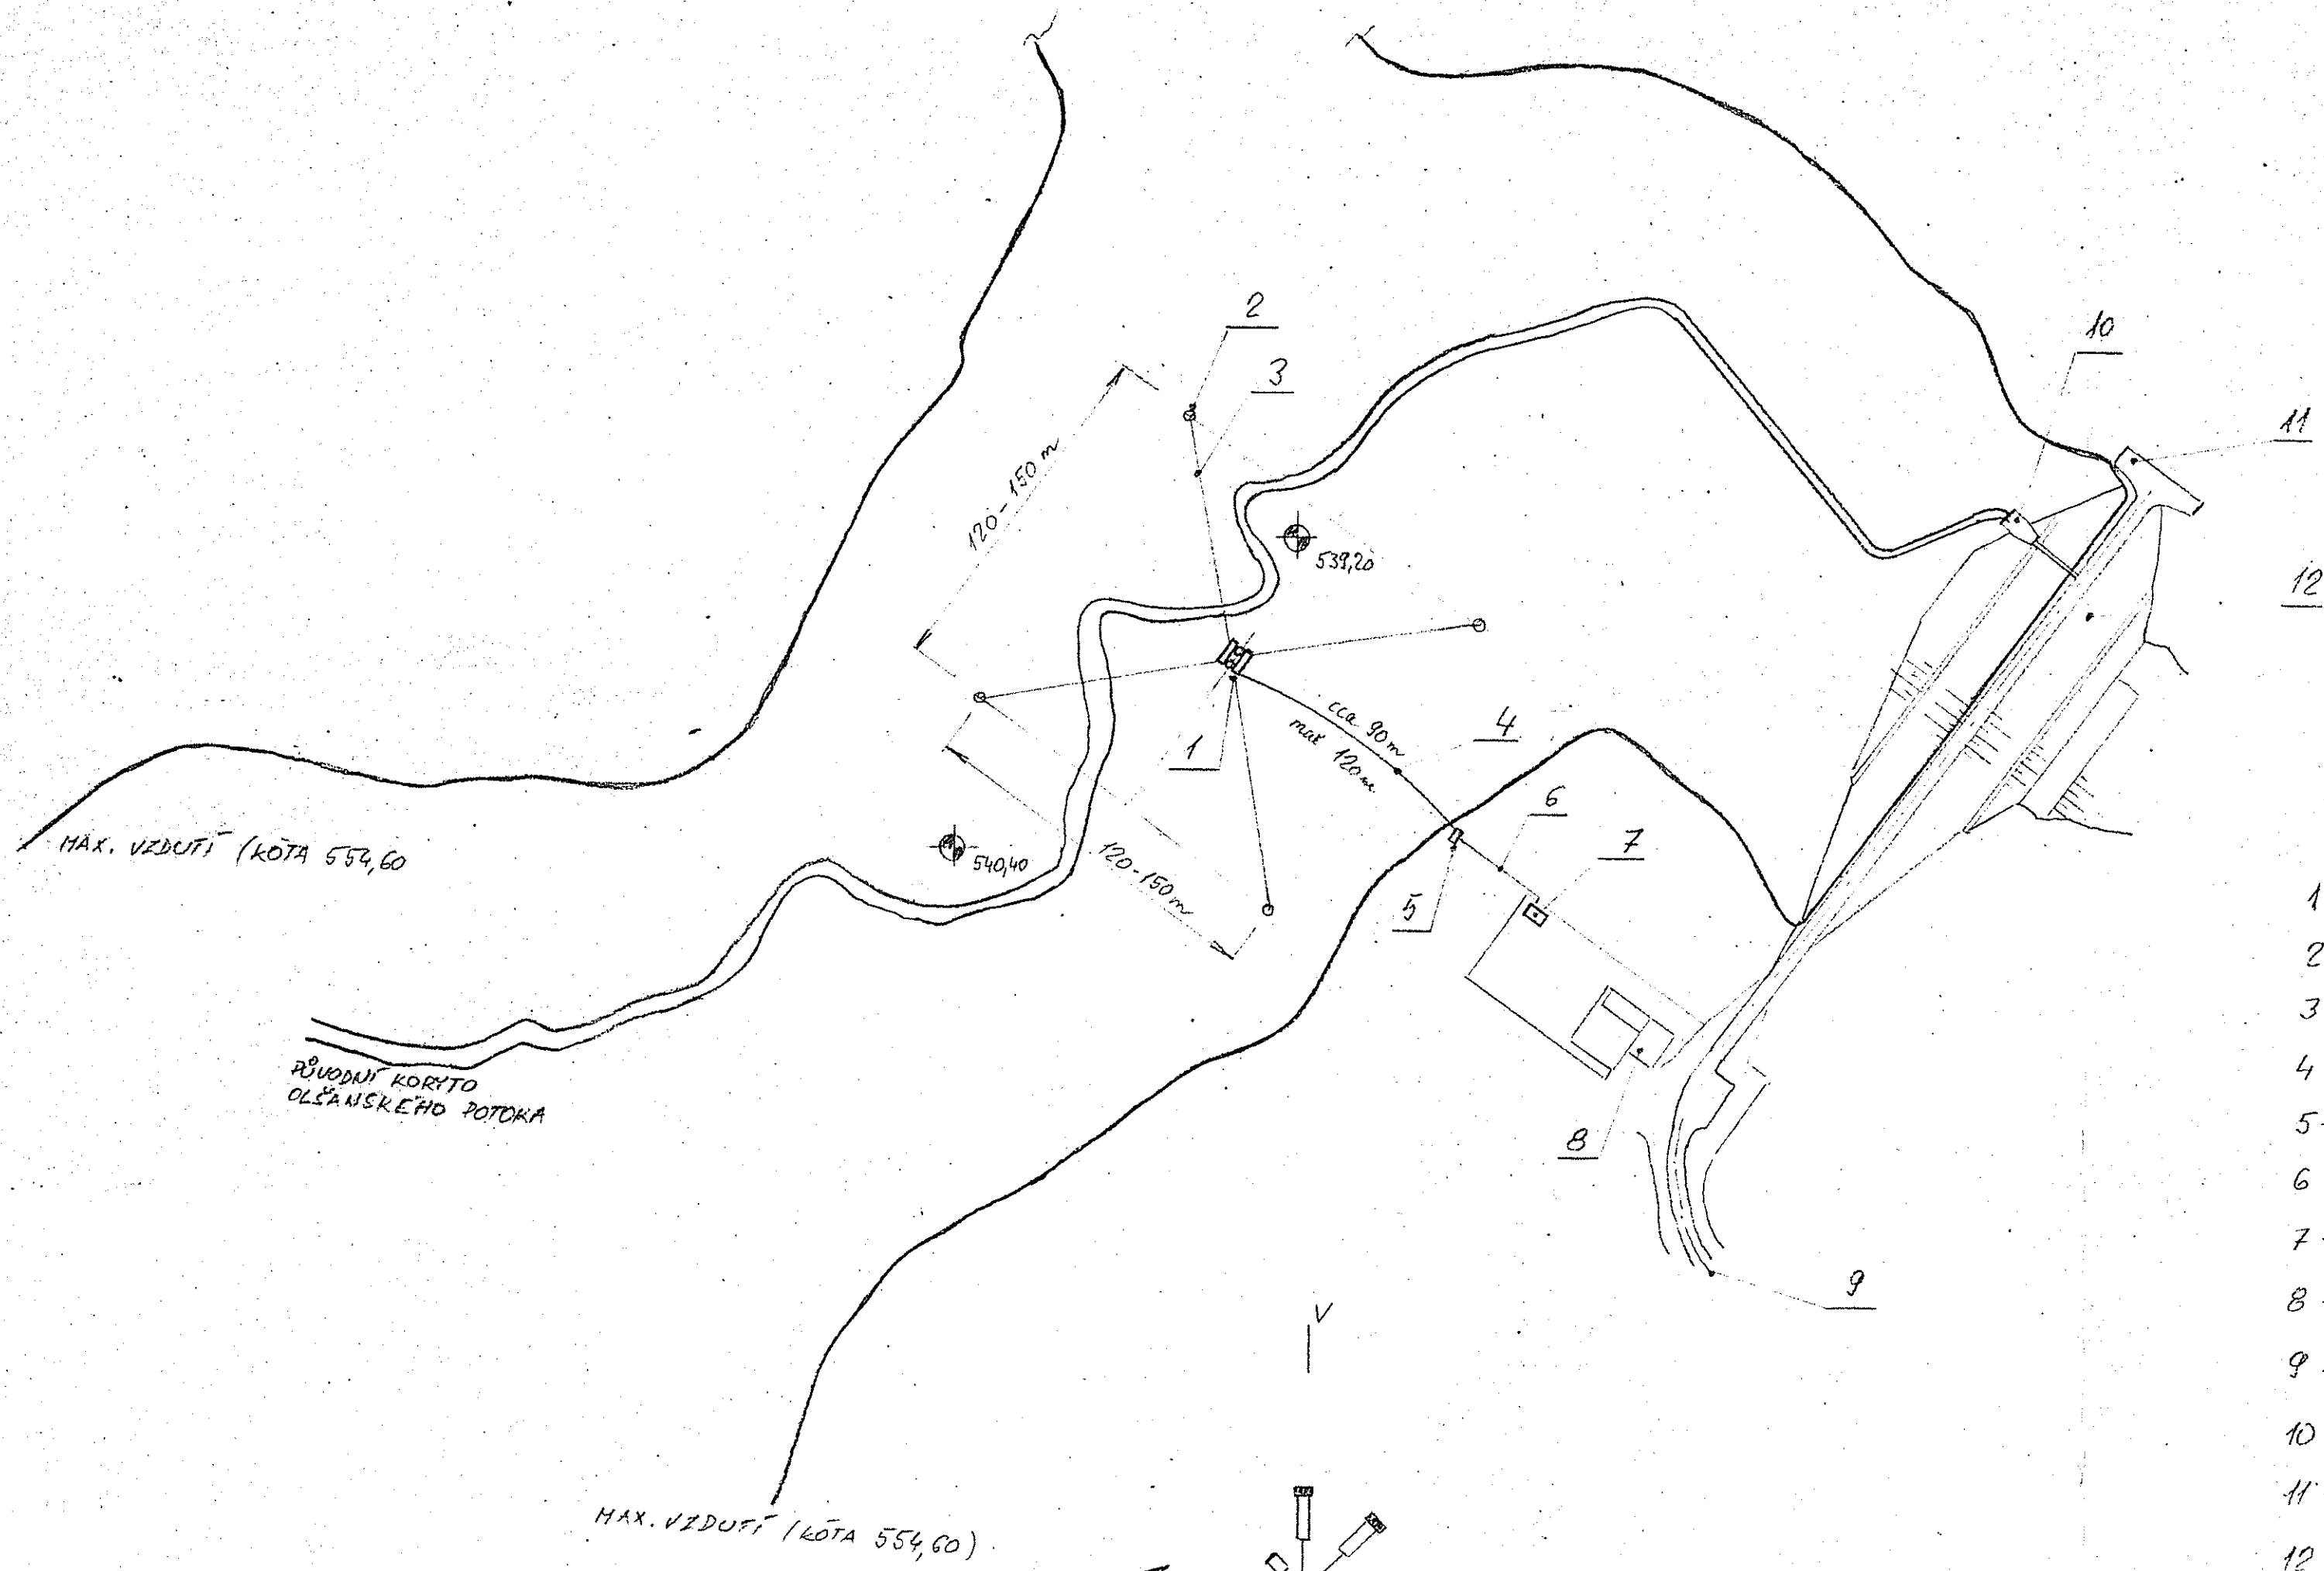 2
3
10
11
120-150 m
539,20
12
cca 90 m
max 120 m
4
1
6
7
MAX. VZDUTÍ (KÓTA 554,60
540,40
120-150 m
5
1
2
3
4
PŮVODNÍ KORYTO
OLŠANSKÉHO POTOKA
8
5-
6
7-
9
8-
V
9-
10
11
MAX. VZDUTÍ (KÓTA 554,60)
12